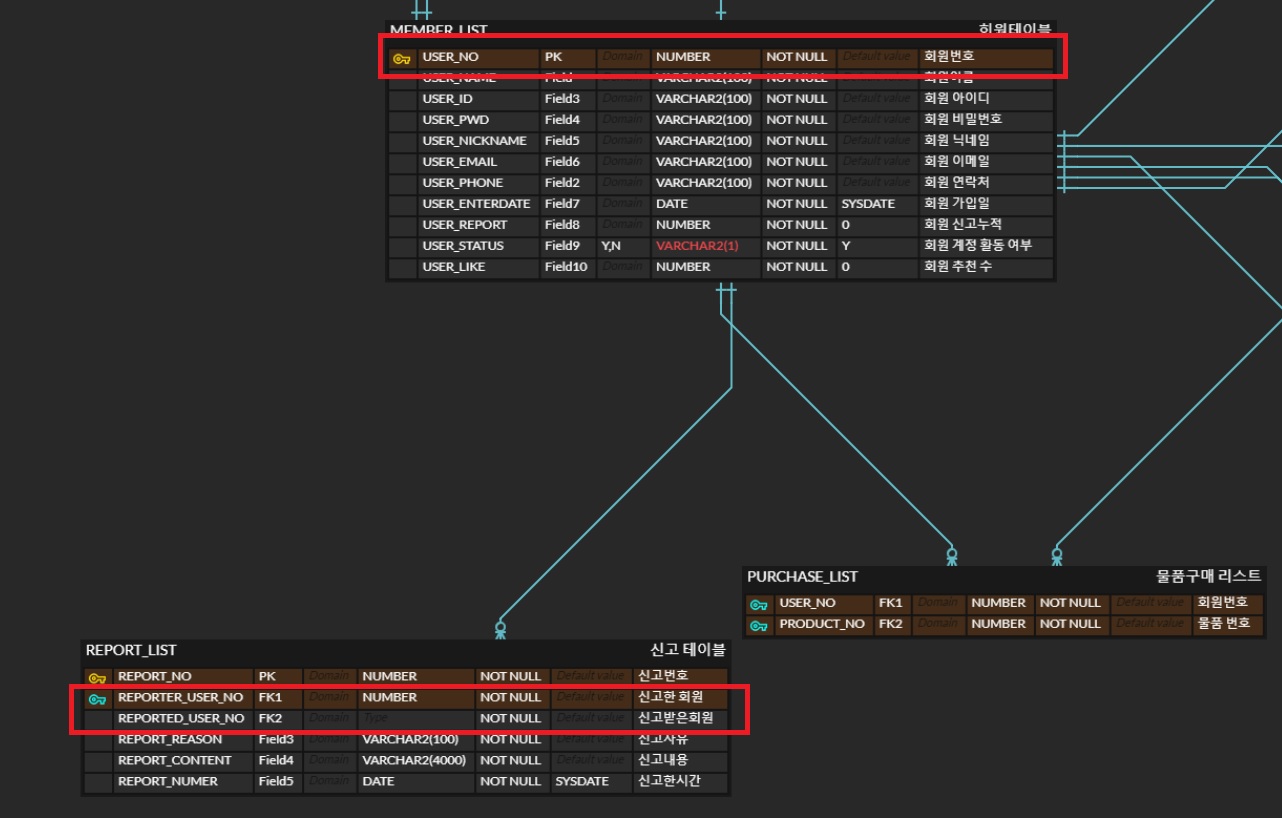 MEMBER_LIST 회원테이블
USER_NO PK Domain NUMBER NOT NULL Default value 회원번호
USER_NAME Field Domain VARCHAR2(100) NOT NULL Default value 회원이름
USER_ID Field3 Domain VARCHAR2(100) NOT NULL Default value 회원 아이디
USER_PWD Field4 Domain VARCHAR2(100) NOT NULL Default value 회원 비밀번호
USER_NICKNAME Field5 Domain VARCHAR2(100) NOT NULL Default value 회원 닉네임
USER_EMAIL Field6 Domain VARCHAR2(100) NOT NULL Default value 회원 이메일
USER_PHONE Field2 Domain VARCHAR2(100) NOT NULL Default value 회원 연락처
USER_ENTERDATE Field7 Domain DATE NOT NULL SYSDATE 회원 가입일
USER_REPORT Field8 Domain NUMBER NOT NULL 0 회원 신고누적
USER_STATUS Field9 Y,N VARCHAR2(1) NOT NULL Y 회원 계정 활동 여부
USER_LIKE Field10 Domain NUMBER NOT NULL 0 회원 추천 수
PURCHASE_LIST 물품구매 리스트
USER_NO FK1 Domain NUMBER NOT NULL Default value 회원번호
PRODUCT_NO FK2 Domain NUMBER NOT NULL Default value 물품 번호
REPORT_LIST 신고 테이블
REPORT_NO PK Domain NUMBER NOT NULL Default value 신고번호
REPORTER_USER_NO FK1 Domain NUMBER NOT NULL Default value 신고한 회원
REPORTED_USER_NO FK2 Domain Type NOT NULL Default value 신고받은회원
REPORT_REASON Field3 Domain VARCHAR2(100) NOT NULL Default value 신고사유
REPORT_CONTENT Field4 Domain VARCHAR2(4000) NOT NULL Default value 신고내용
REPORT_NUMER Field5 Domain DATE NOT NULL SYSDATE 신고한시간